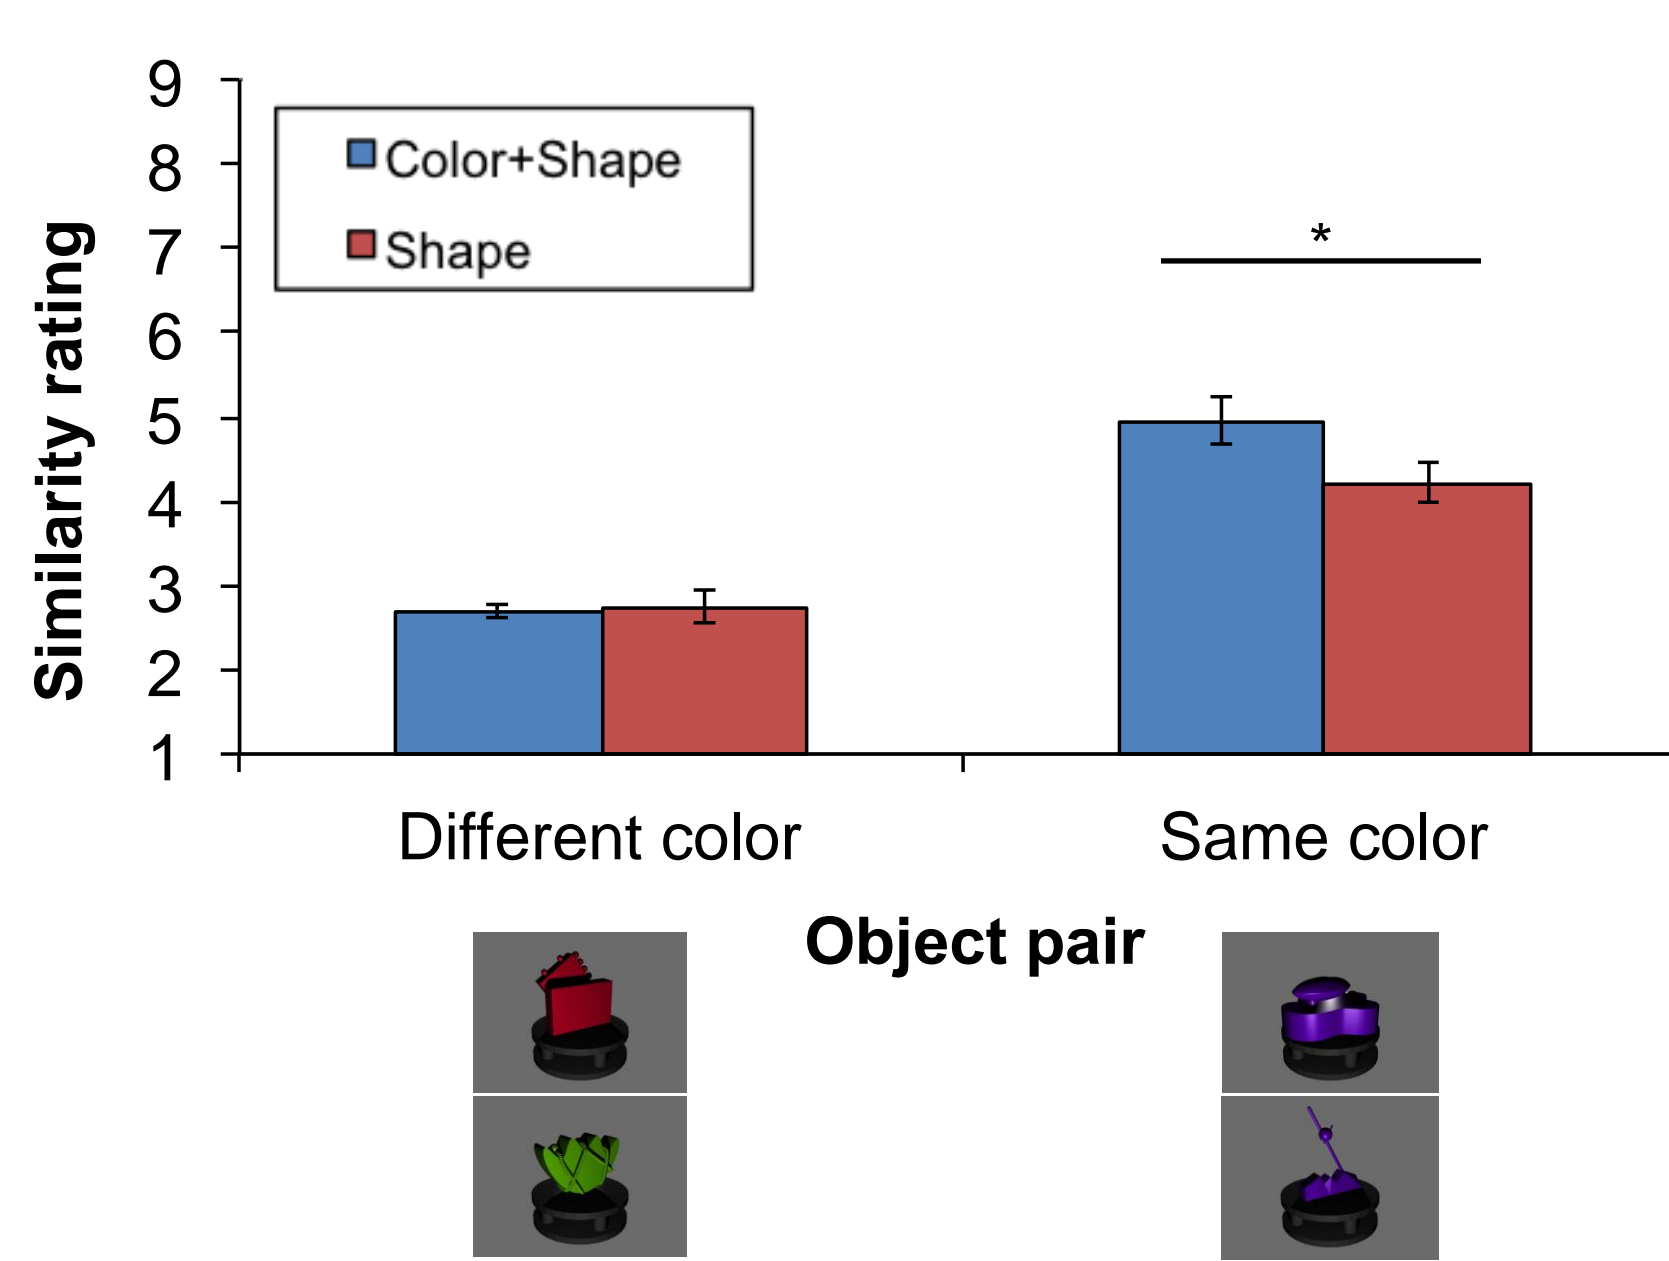 9
8
7
6
5
4
3
2
1
Similarity rating
Color+Shape
Shape
*
Different color
Same color
Object pair